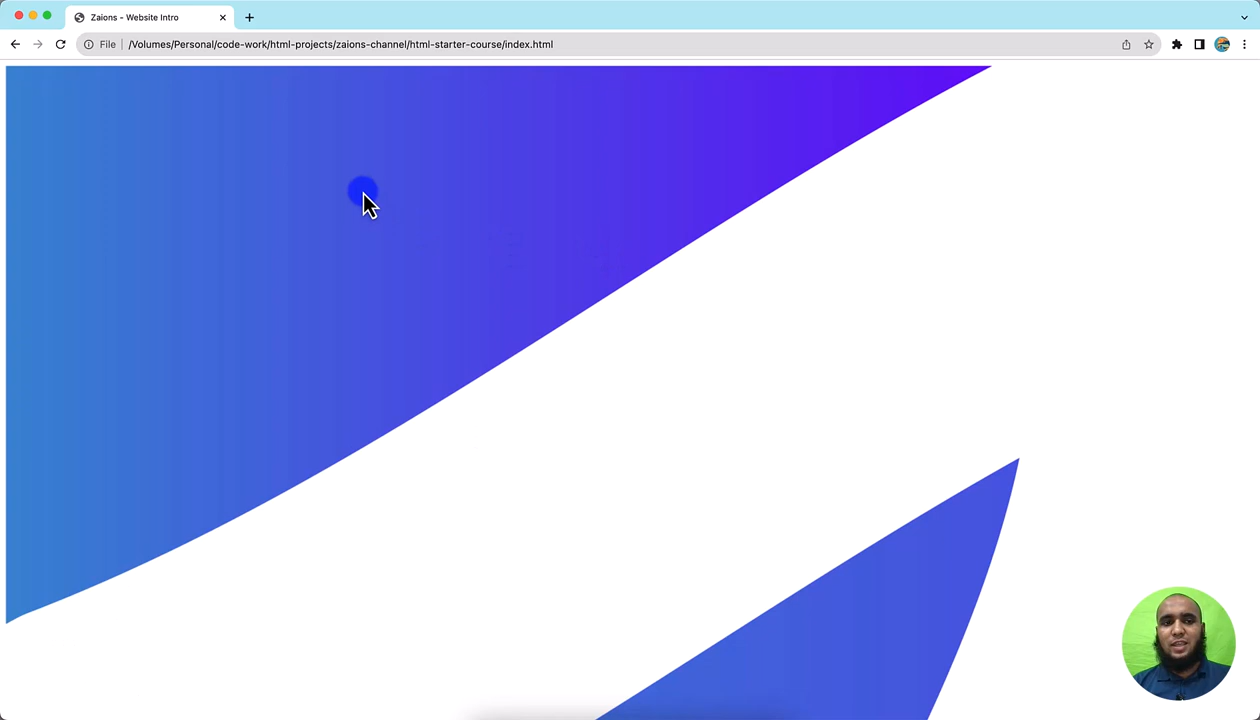 Zaions - Website Intro
File
/Volumes/Personal/code-work/html-projects/zaions-channel/html-starter-course/index.html